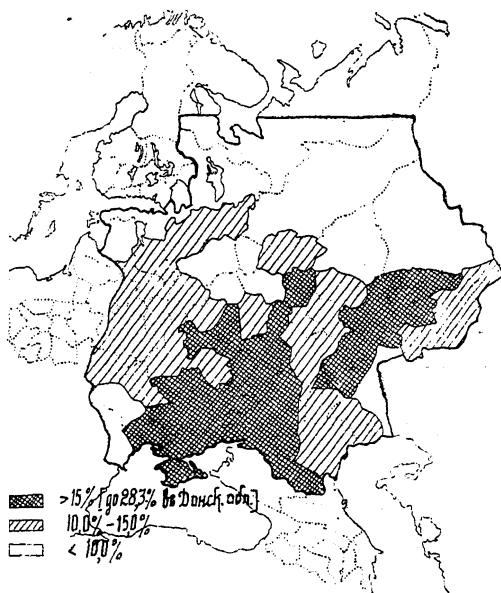 >15% [до 28,3% въ Донск. обл.]
10,0% -15,0%
< 10,0%